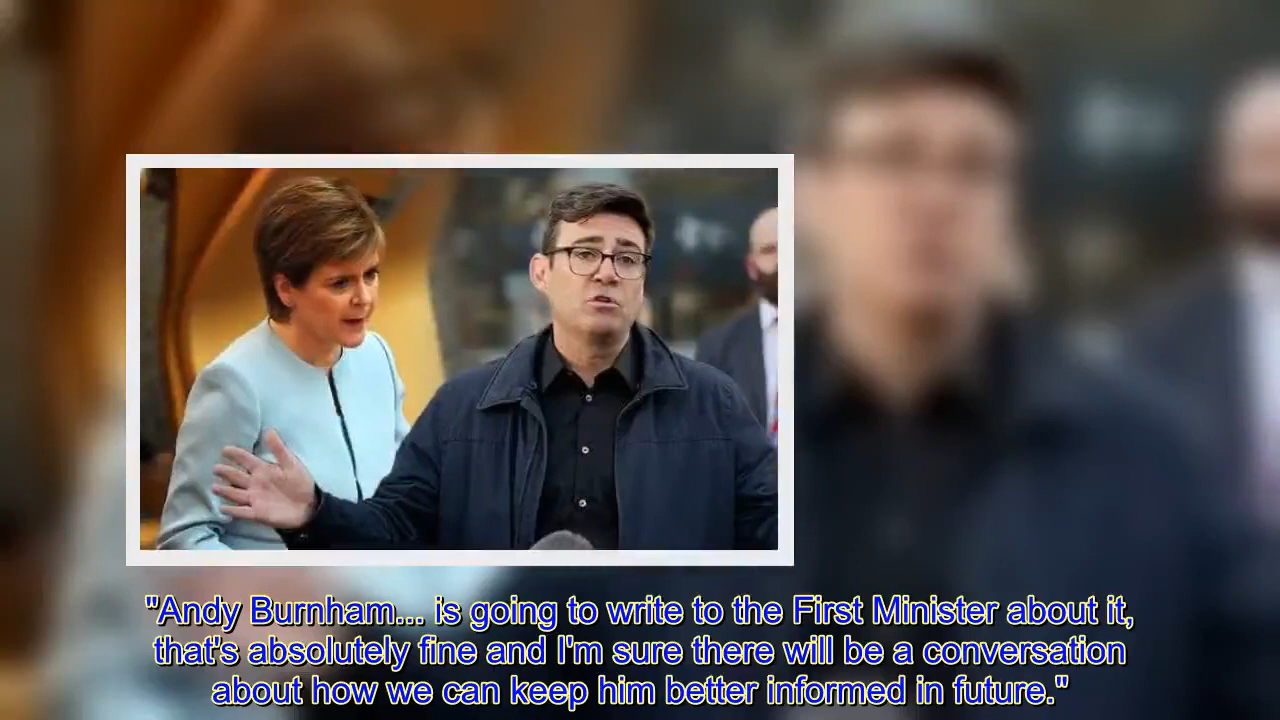 "Andy Burnham... is going to write to the First Minister about it,
that's absolutely fine and I'm sure there will be a conversation
about how we can keep him better informed in future."